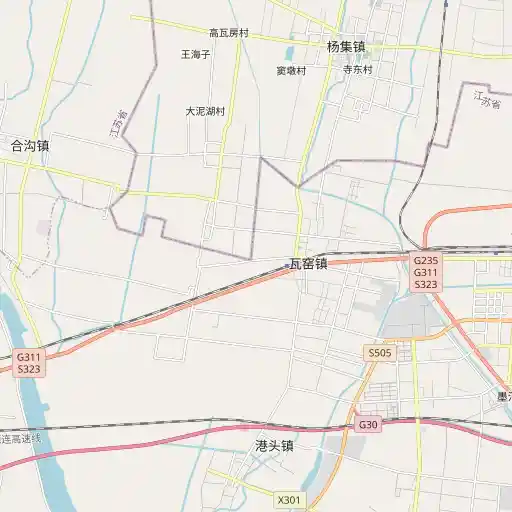 高瓦房村
杨集镇
王海子
寺东村
窦墩村
江苏省
大泥湖村
江苏省
合沟镇
瓦窑镇
G235
G311
S323
G311
S323
S505
G30
连高速线
港头镇
X301